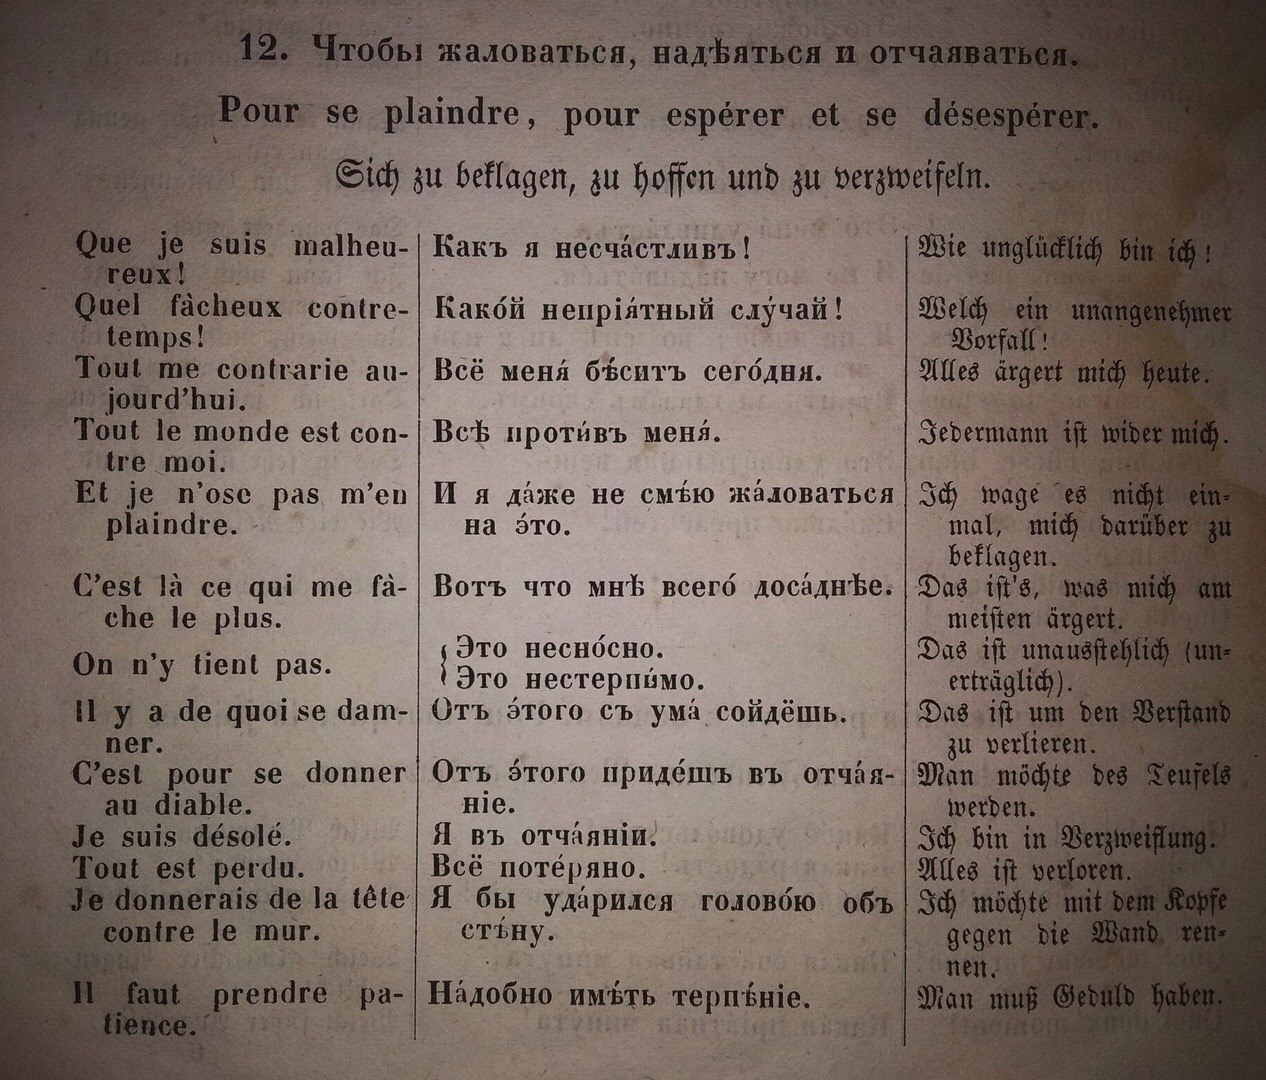 12. Чтобы жаловаться, надѣяться и отчаяваться.
Pour se plaindre, pour espérer et se désespérer.
Sich zu beklagen, zu hoffen und zu verzweifeln.
Que je suis malheu-
reux!
Quel fâcheux contre-
temps!
Tout me contrarie au-
jourd'hui.
Tout le monde est con-
tre moi.
Et je n'ose pas m'en
plaindre.
C'est là ce qui me fâ-
che le plus.
On n'y tient pas.
Il y a de quoi se dam-
ner.
C'est pour se donner
au diable.
Je suis désolé.
Tout est perdu.
Je donnerais de la tête
contre le mur.
Il faut prendre pa-
tience.
Какъ я несча́стливъ!
Како́й непрія́тный слу́чай!
Всё меня́ бѣ́ситъ сего́дня.
Всѣ проти́въ меня́.
И я да́же не смѣ́ю жа́ловаться
на э́то.
Вотъ что мнѣ всего́ доса́днѣе.
Это несно́сно.
Это нестерпи́мо.
Отъ э́того съ ума́ сойдёшь.
Отъ э́того приде́шъ въ отча́я-
ніе.
Я въ отча́яніи.
Всё поте́ряно.
Я бы уда́рился голово́ю объ
стѣ́ну.
На́добно имѣ́ть терпѣ́ніе.
Wie unglücklich bin ich!
Welch ein unangenehmer
Vorfall!
Alles ärgert mich heute.
Jedermann ist wider mich.
Ich wage es nicht ein-
mal, mich darüber zu
beklagen.
Das ist's, was mich am
meisten ärgert.
Das ist unausstehlich (un-
erträglich).
Das ist um den Verstand
zu verlieren.
Man möchte des Teufels
werden.
Ich bin in Verzweiflung.
Alles ist verloren.
Ich möchte mit dem Kopfe
gegen die Wand ren-
nen.
Man muß Geduld haben.